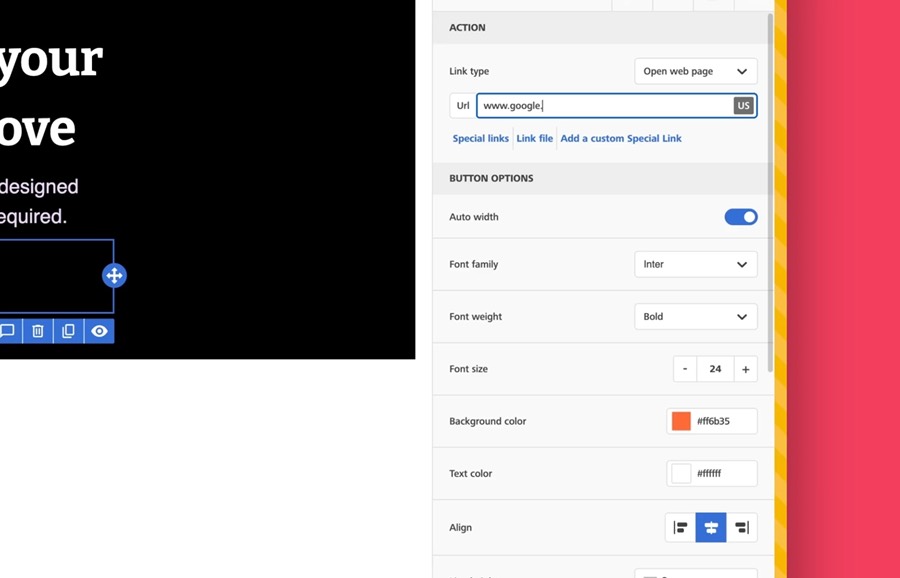 your
ove
designed
equired.
ACTION
Link type
Open web page
Url
www.google.
US
Special links
Link file
Add a custom Special Link
BUTTON OPTIONS
Auto width
Font family
Inter
Font weight
Bold
Font size
-
24
+
Background color
#ff6b35
Text color
#ffffff
Align